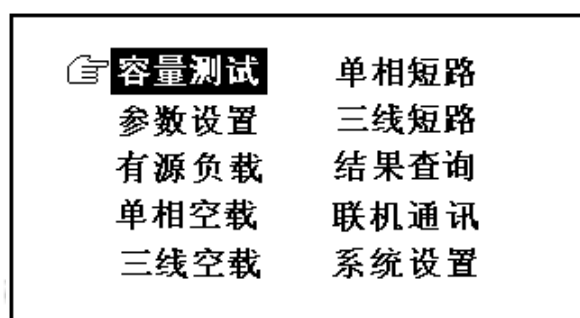 容量测试 单相短路
参数设置 三线短路
有源负载 结果查询
单相空载 联机通讯
三线空载 系统设置